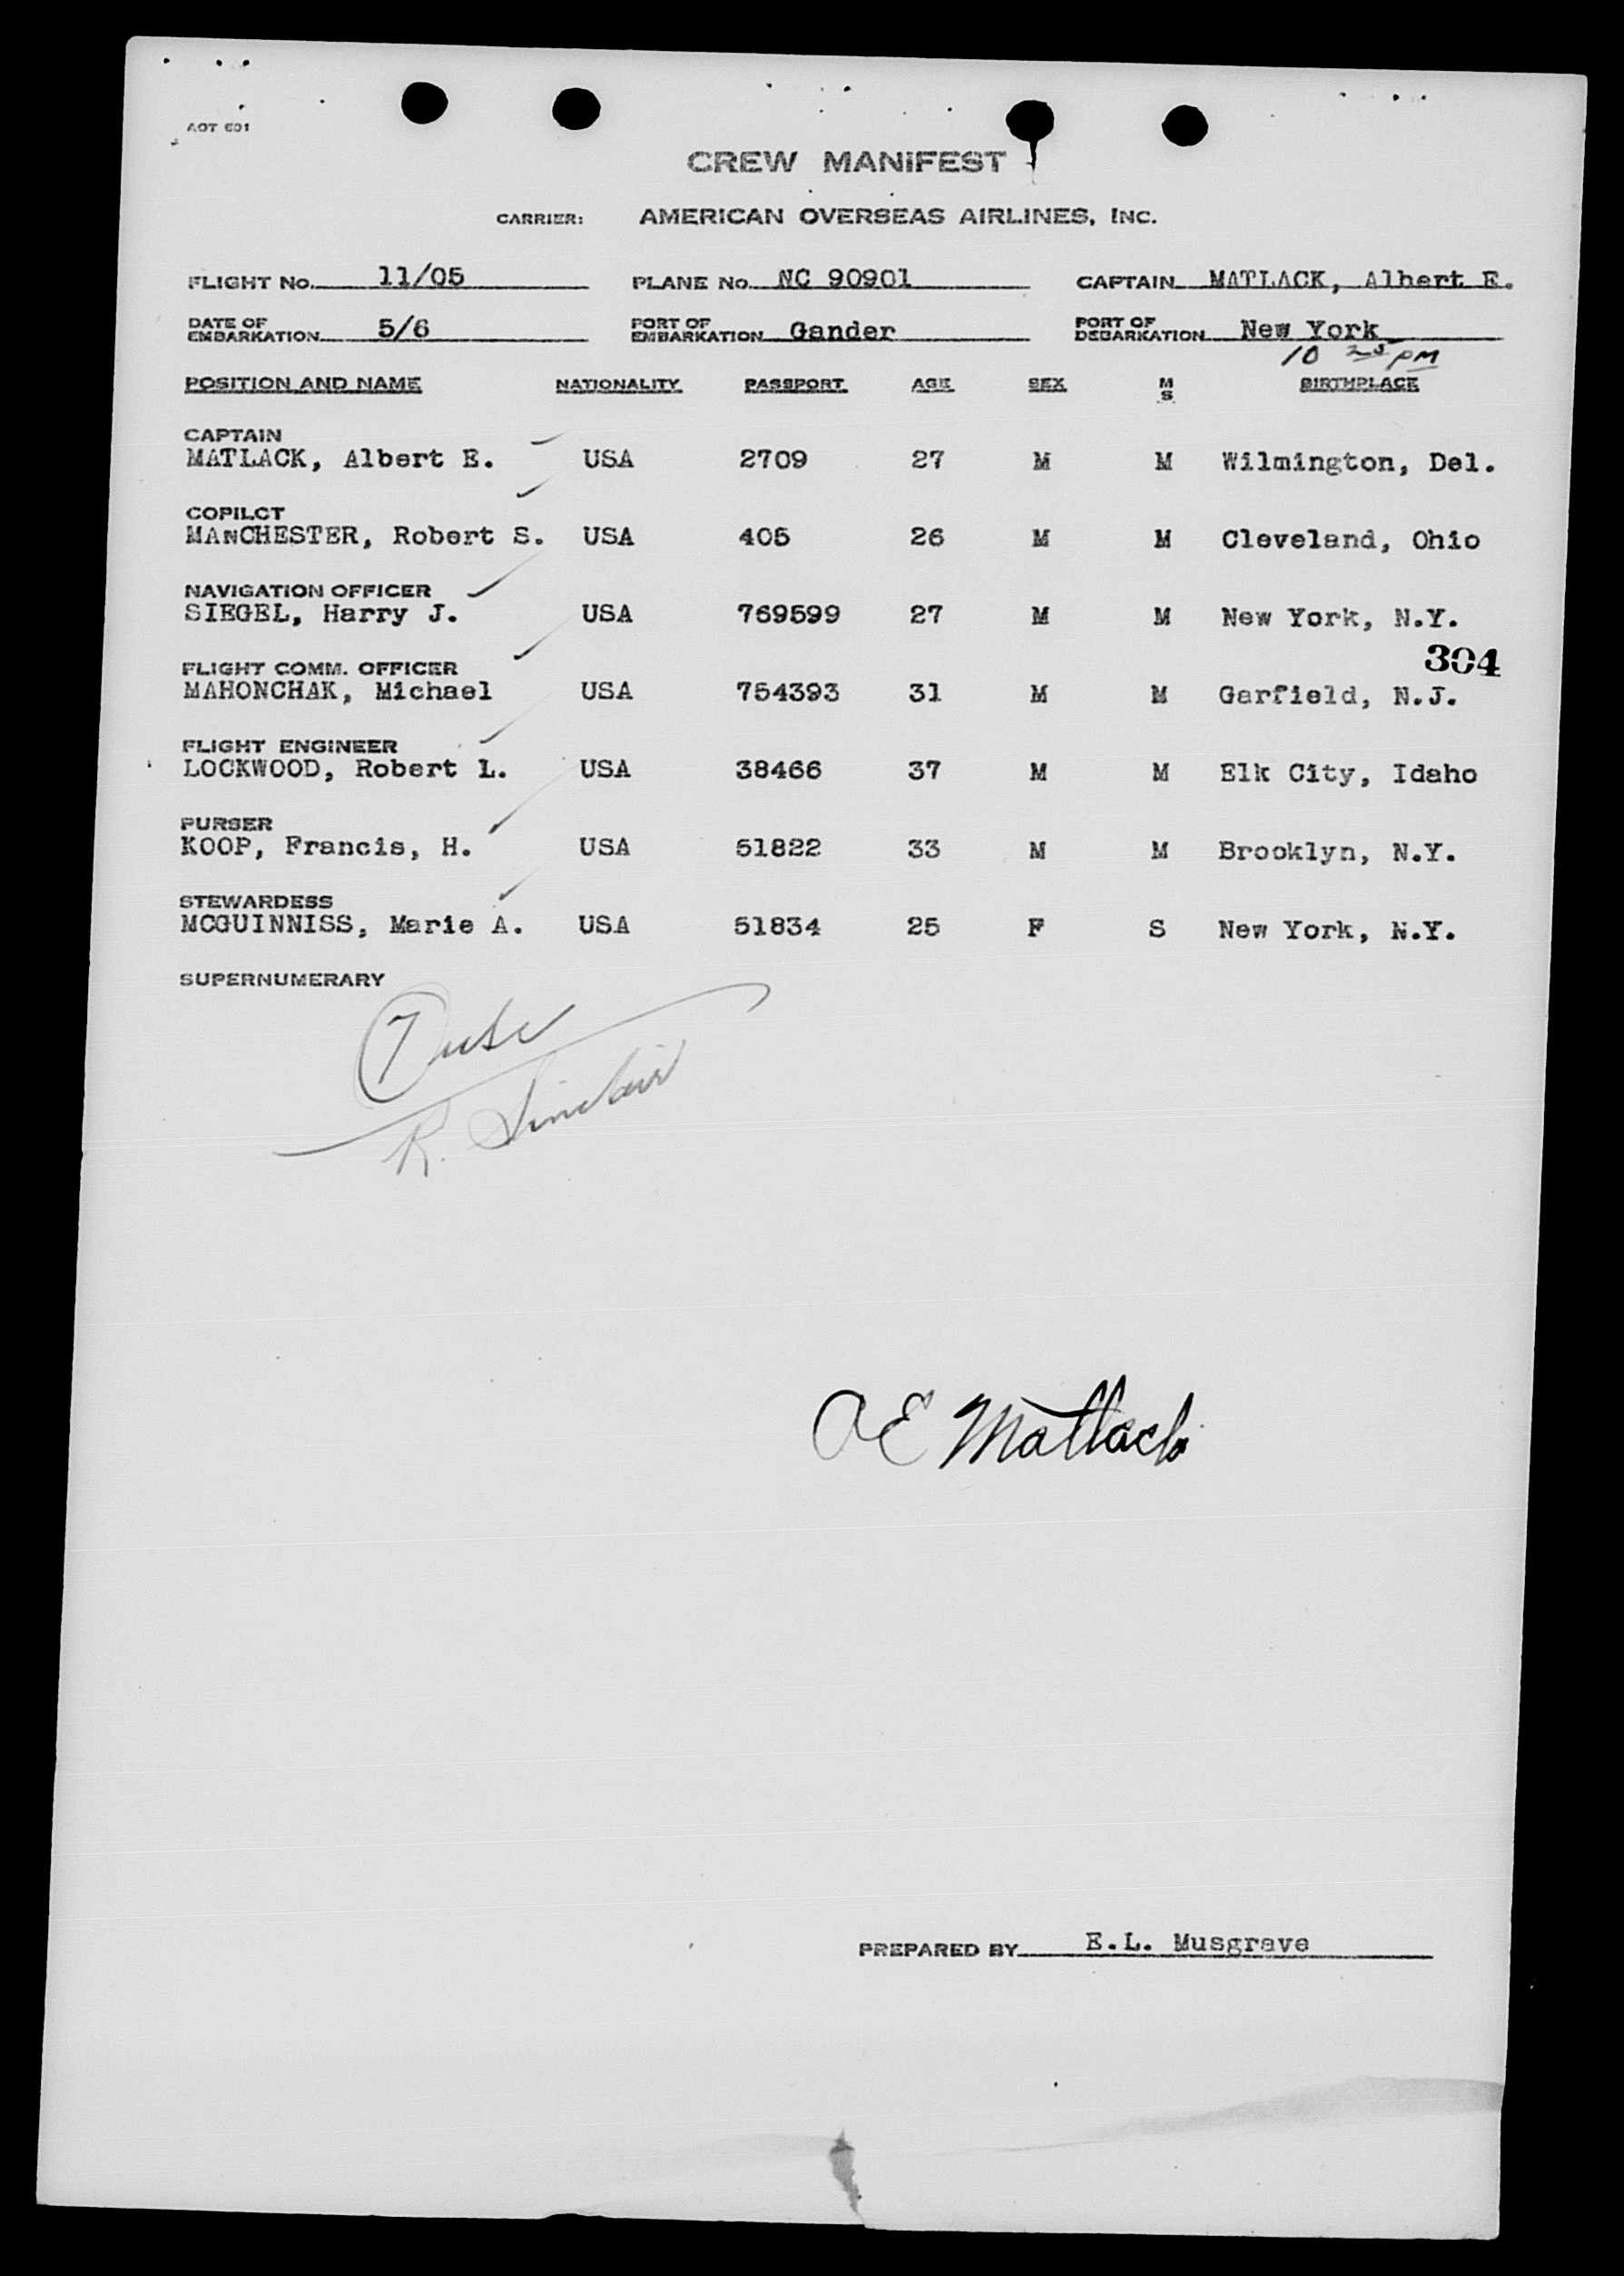 AOT 601
CREW MANIFEST
CARRIER: AMERICAN OVERSEAS AIRLINES, INC.
FLIGHT No. 11/05 PLANE No. NC 90901 CAPTAIN MATLACK, Albert E.
DATE OF EMBARKATION 5/6 PORT OF EMBARKATION Gander PORT OF DEBARKATION New York
10 25 PM
POSITION AND NAME NATIONALITY PASSPORT AGE SEX M S BIRTHPLACE
CAPTAIN
MATLACK, Albert E. USA 2709 27 M M Wilmington, Del.
COPILOT
MANCHESTER, Robert S. USA 405 26 M M Cleveland, Ohio
NAVIGATION OFFICER
SIEGEL, Harry J. USA 769599 27 M M New York, N.Y.
304
FLIGHT COMM. OFFICER
MAHONCHAK, Michael USA 754393 31 M M Garfield, N.J.
FLIGHT ENGINEER
LOCKWOOD, Robert L. USA 38466 37 M M Elk City, Idaho
PURSER
KOOP, Francis, H. USA 51822 33 M M Brooklyn, N.Y.
STEWARDESS
MCGUINNISS, Marie A. USA 51834 25 F S New York, N.Y.
SUPERNUMERARY
7 usc
R. Sinclair
A E Matlack
PREPARED BY E.L. Musgrave